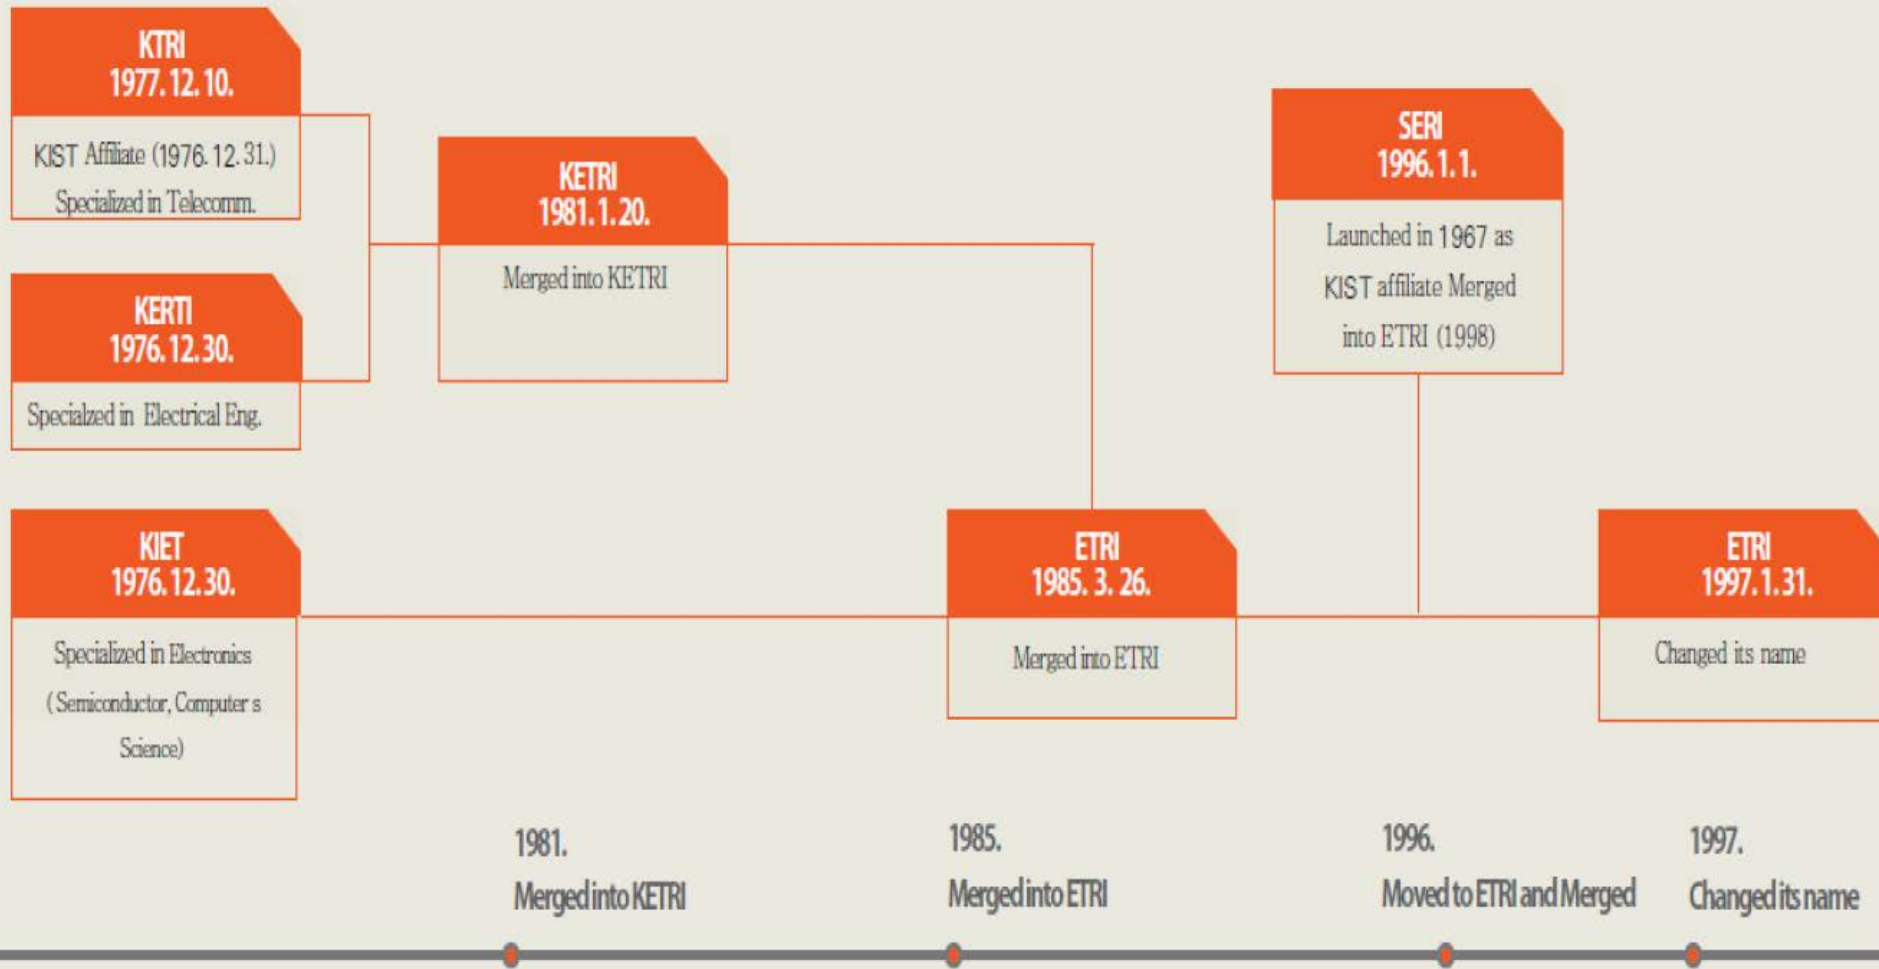 KTRI
1977.12.10.
KIST Affiliate (1976.12.31.)
Specialized in Telecomm.
KERTI
1976.12.30.
Specialzed in Electrical Eng.
KIET
1976.12.30.
Specialized in Electronics
(Semiconductor, Computer s
Science)
KETRI
1981.1.20.
Merged into KETRI
ETRI
1985. 3. 26.
Merged into ETRI
SERI
1996.1.1.
Launched in 1967 as
KIST affiliate Merged
into ETRI (1998)
ETRI
1997.1.31.
Changed its name
1981.
Merged into KETRI
1985.
Merged into ETRI
1996.
Moved to ETRI and Merged
1997.
Changed its name